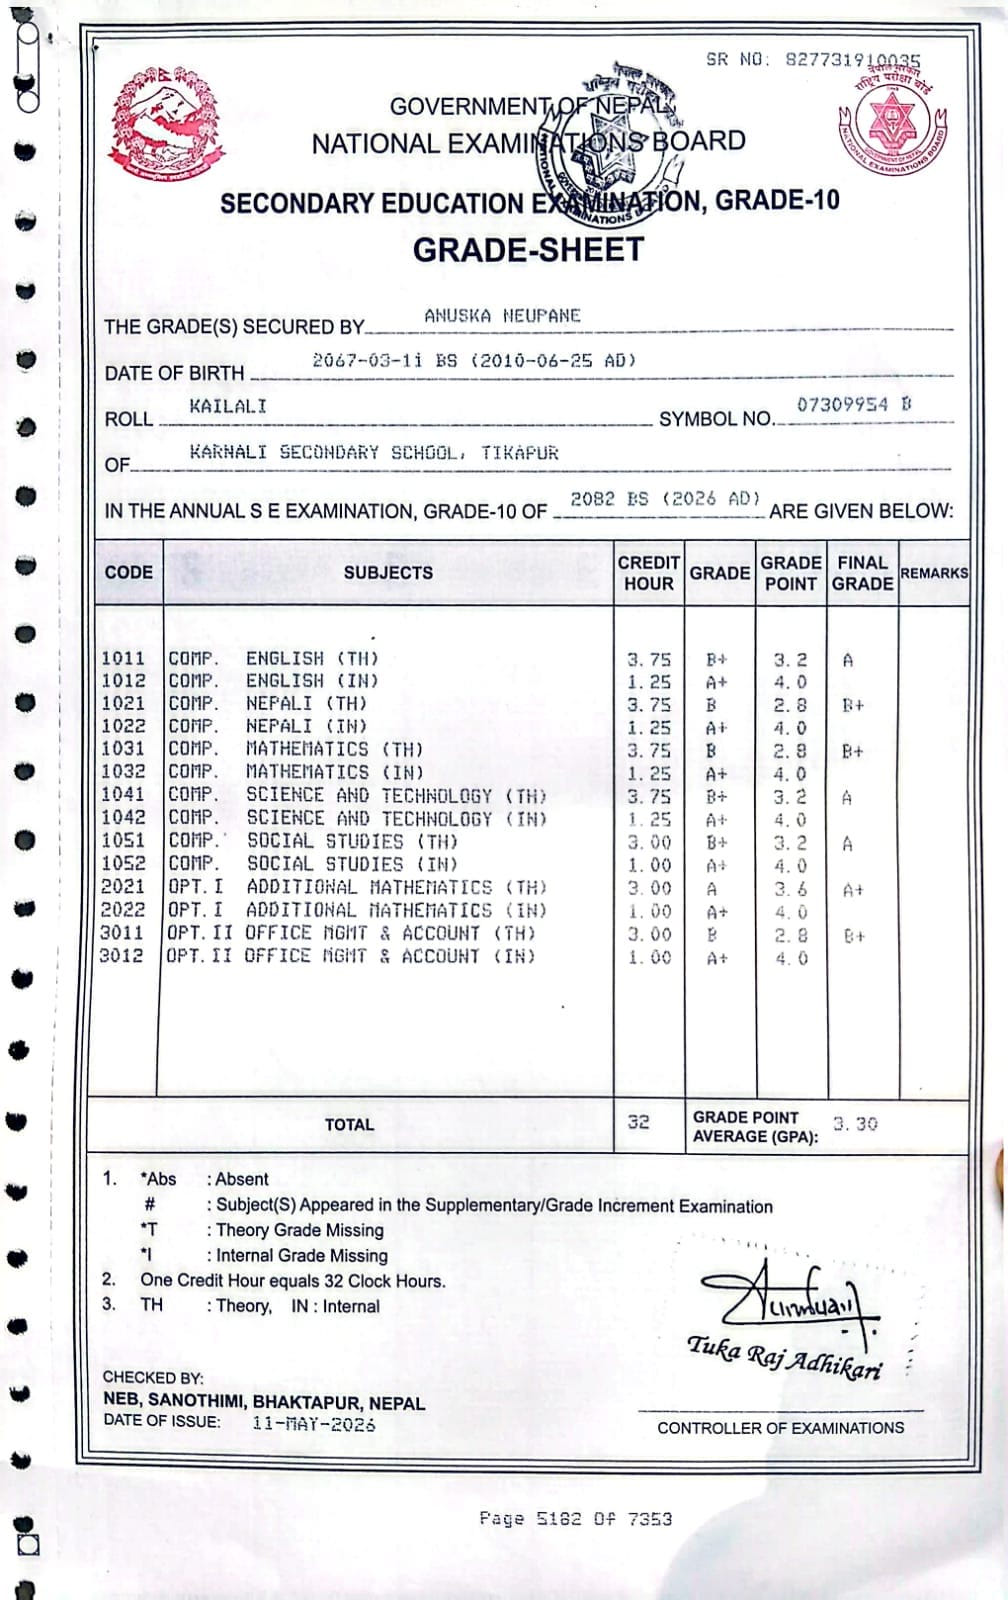 SR NO: 827731910035
GOVERNMENT OF NEPAL
NATIONAL EXAMINATIONS BOARD
SECONDARY EDUCATION EXAMINATION, GRADE-10
GRADE-SHEET
THE GRADE(S) SECURED BY ANUSKA NEUPANE
DATE OF BIRTH 2067-03-11 BS (2010-06-25 AD)
ROLL KAILALI SYMBOL NO. 07309954 B
OF KARNALI SECONDARY SCHOOL, TIKAPUR
IN THE ANNUAL S E EXAMINATION, GRADE-10 OF 2082 BS (2026 AD) ARE GIVEN BELOW:
CODE SUBJECTS CREDIT HOUR GRADE GRADE POINT FINAL GRADE REMARKS
1011 COMP. ENGLISH (TH) 3.75 B+ 3.2 A
1012 COMP. ENGLISH (IN) 1.25 A+ 4.0
1021 COMP. NEPALI (TH) 3.75 B 2.8 B+
1022 COMP. NEPALI (IN) 1.25 A+ 4.0
1031 COMP. MATHEMATICS (TH) 3.75 B 2.8 B+
1032 COMP. MATHEMATICS (IN) 1.25 A+ 4.0
1041 COMP. SCIENCE AND TECHNOLOGY (TH) 3.75 B+ 3.2 A
1042 COMP. SCIENCE AND TECHNOLOGY (IN) 1.25 A+ 4.0
1051 COMP. SOCIAL STUDIES (TH) 3.00 B+ 3.2 A
1052 COMP. SOCIAL STUDIES (IN) 1.00 A+ 4.0
2021 OPT. I ADDITIONAL MATHEMATICS (TH) 3.00 A 3.6 A+
2022 OPT. I ADDITIONAL MATHEMATICS (IN) 1.00 A+ 4.0
3011 OPT. II OFFICE MGMT & ACCOUNT (TH) 3.00 B 2.8 B+
3012 OPT. II OFFICE MGMT & ACCOUNT (IN) 1.00 A+ 4.0
TOTAL 32 GRADE POINT AVERAGE (GPA): 3.30
1. *Abs : Absent
# : Subject(S) Appeared in the Supplementary/Grade Increment Examination
*T : Theory Grade Missing
*I : Internal Grade Missing
2. One Credit Hour equals 32 Clock Hours.
3. TH : Theory, IN : Internal
Tuka Raj Adhikari
CHECKED BY:
NEB, SANOTHIMI, BHAKTAPUR, NEPAL
DATE OF ISSUE: 11-MAY-2026
CONTROLLER OF EXAMINATIONS
Page 5182 Of 7353